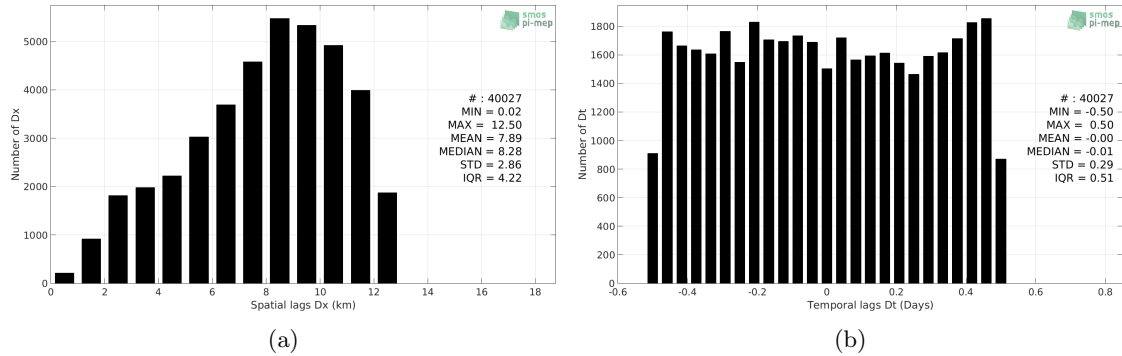 smos
pi-mep
5000
4000
3000
2000
1000
0
Number of Dx
# : 40027
MIN = 0.02
MAX = 12.50
MEAN = 7.89
MEDIAN = 8.28
STD = 2.86
IQR = 4.22
0 2 4 6 8 10 12 14 16 18
Spatial lags Dx (km)
(a)
smos
pi-mep
1800
1600
1400
1200
1000
800
600
400
200
0
Number of Dt
# : 40027
MIN = -0.50
MAX = 0.50
MEAN = -0.00
MEDIAN = -0.01
STD = 0.29
IQR = 0.51
-0.6 -0.4 -0.2 0 0.2 0.4 0.6 0.8
Temporal lags Dt (Days)
(b)